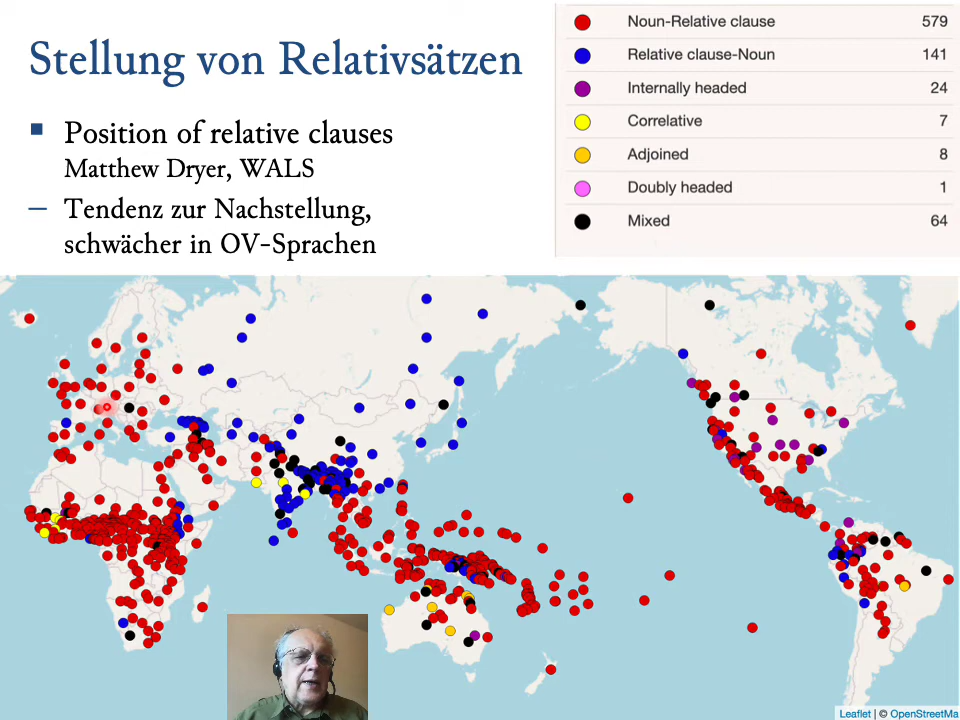 Stellung von Relativsätzen
Position of relative clauses
Matthew Dryer, WALS
– Tendenz zur Nachstellung,
schwächer in OV-Sprachen
Noun-Relative clause 579
Relative clause-Noun 141
Internally headed 24
Correlative 7
Adjoined 8
Doubly headed 1
Mixed 64
Leaflet | © OpenStreetMa